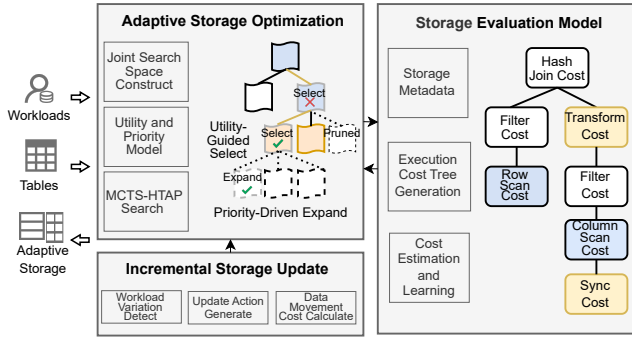 Adaptive Storage Optimization
Joint Search
Space
Construct
Utility and
Priority
Model
MCTS-HTAP
Search
Select
Select
Pruned
Utility-
Guided
Select
Expand
Priority-Driven Expand
Workloads
Tables
Adaptive
Storage
Incremental Storage Update
Workload
Variation
Detect
Update Action
Generate
Data
Movement
Cost Calculate
Storage Evaluation Model
Storage
Metadata
Execution
Cost Tree
Generation
Cost
Estimation
and
Learning
Hash
Join Cost
Filter
Cost
Transform
Cost
Row
Scan
Cost
Filter
Cost
Column
Scan
Cost
Sync
Cost